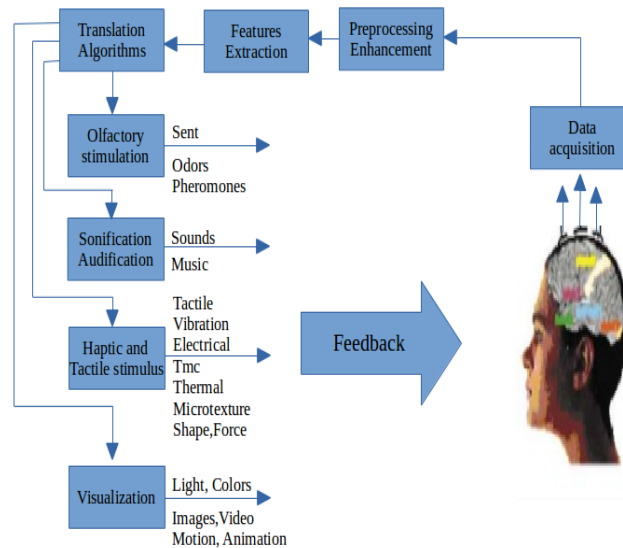 Translation
Algorithms
Features
Extraction
Preprocessing
Enhancement
Data
acquisition
Olfactory
stimulation
Sent
Odors
Pheromones
Sonification
Audification
Sounds
Music
Haptic and
Tactile stimulus
Tactile
Vibration
Electrical
Tmc
Thermal
Microtexture
Shape,Force
Feedback
Visualization
Light, Colors
Images,Video
Motion, Animation